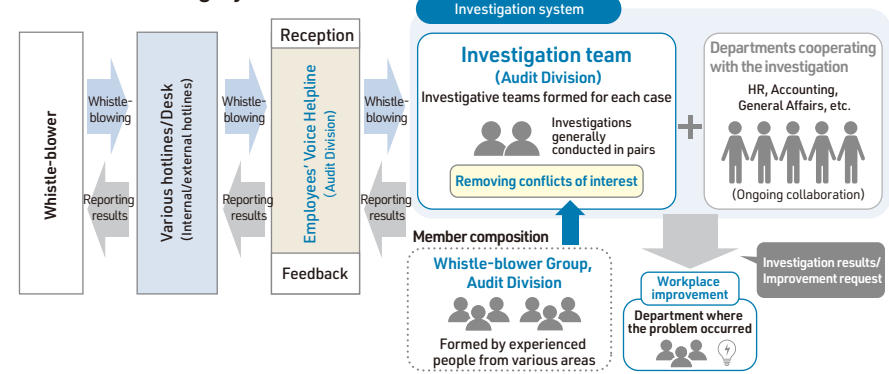 Investigation system
Whistle-blower
Whistle-
blowing
Reporting
results
Various hotlines/Desk
(Internal/external hotlines)
Whistle-
blowing
Reporting
results
Reception
Employees' Voice Helpline
(Audit Division)
Feedback
Whistle-
blowing
Reporting
results
Investigation team
(Audit Division)
Investigative teams formed for each case
Investigations
generally
conducted in pairs
Removing conflicts of interest
Departments cooperating
with the investigation
HR, Accounting,
General Affairs, etc.
(Ongoing collaboration)
Member composition
Whistle-blower Group,
Audit Division
Formed by experienced
people from various areas
Investigation results/
Improvement request
Workplace
improvement
Department where
the problem occurred